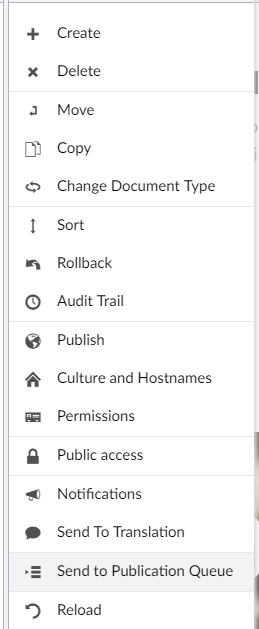 Create
Delete
Move
Copy
Change Document Type
Sort
Rollback
Audit Trail
Publish
Culture and Hostnames
Permissions
Public access
Notifications
Send To Translation
Send to Publication Queue
Reload